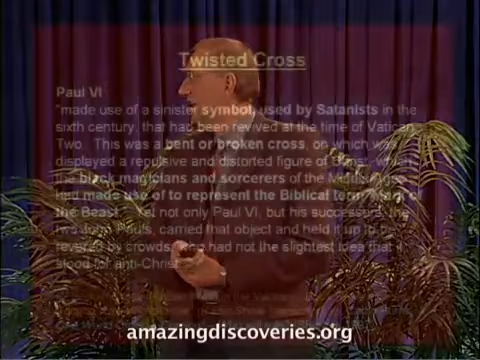 Twisted Cross
Paul VI
"made use of a sinister symbol, used by Satanists in the
sixth century, that had been revived at the time of Vatican
Two. This was a bent or broken cross, on which was
displayed a repulsive and distorted figure of Christ, which
the black magicians and sorcerers of the Middle Ages
had made use of to represent the Biblical term
the Beast. Yet not only Paul VI, but his successors, the
two John Pauls, carried that object and held it up to be
revered by crowds, who had not the slightest idea that it
stood for anti-Christ
amazingdiscoveries.org